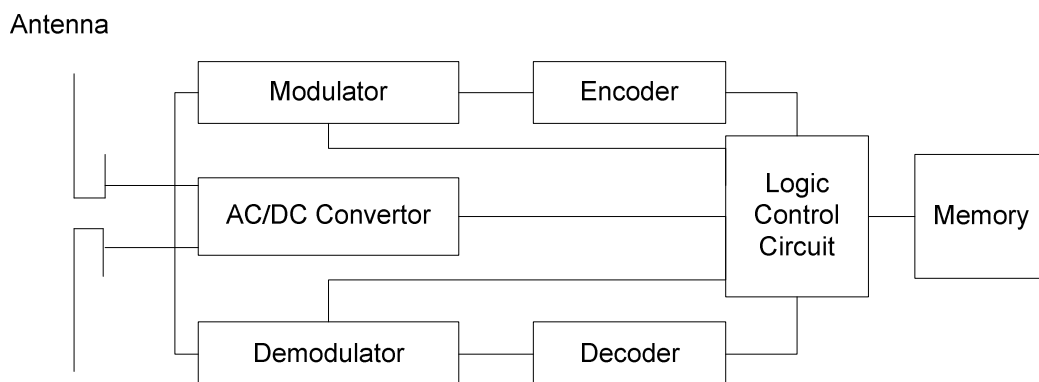 Antenna
Modulator
Encoder
AC/DC Convertor
Logic
Control
Circuit
Memory
Demodulator
Decoder